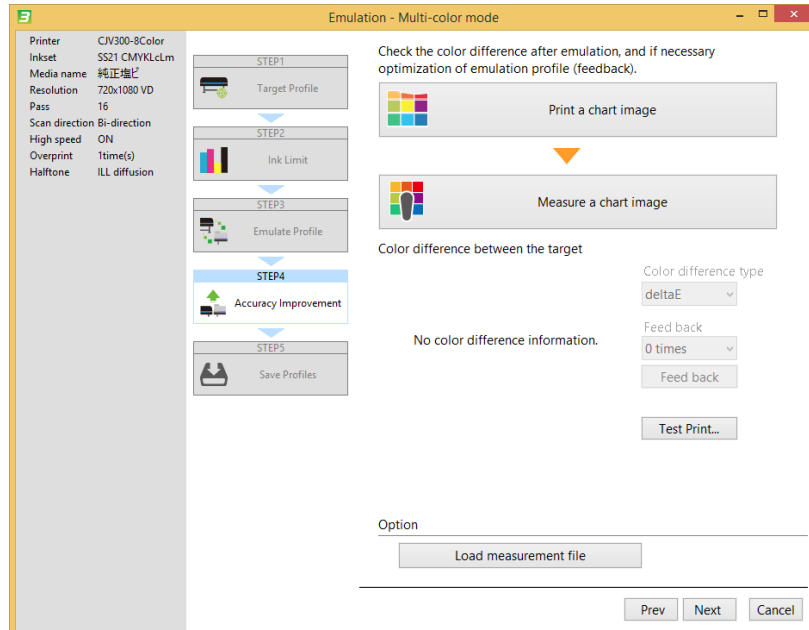 Emulation - Multi-color mode
Printer CJV300-8Color
Inkset SS21 CMYKLcLm
Media name 純正塩ビ
Resolution 720x1080 VD
Pass 16
Scan direction Bi-direction
High speed ON
Overprint 1time(s)
Halftone ILL diffusion
STEP1
Target Profile
STEP2
Ink Limit
STEP3
Emulate Profile
STEP4
Accuracy Improvement
STEP5
Save Profiles
Check the color difference after emulation, and if necessary
optimization of emulation profile (feedback).
Print a chart image
Measure a chart image
Color difference between the target
Color difference type
deltaE
No color difference information.
Feed back
0 times
Feed back
Test Print...
Option
Load measurement file
Prev Next Cancel